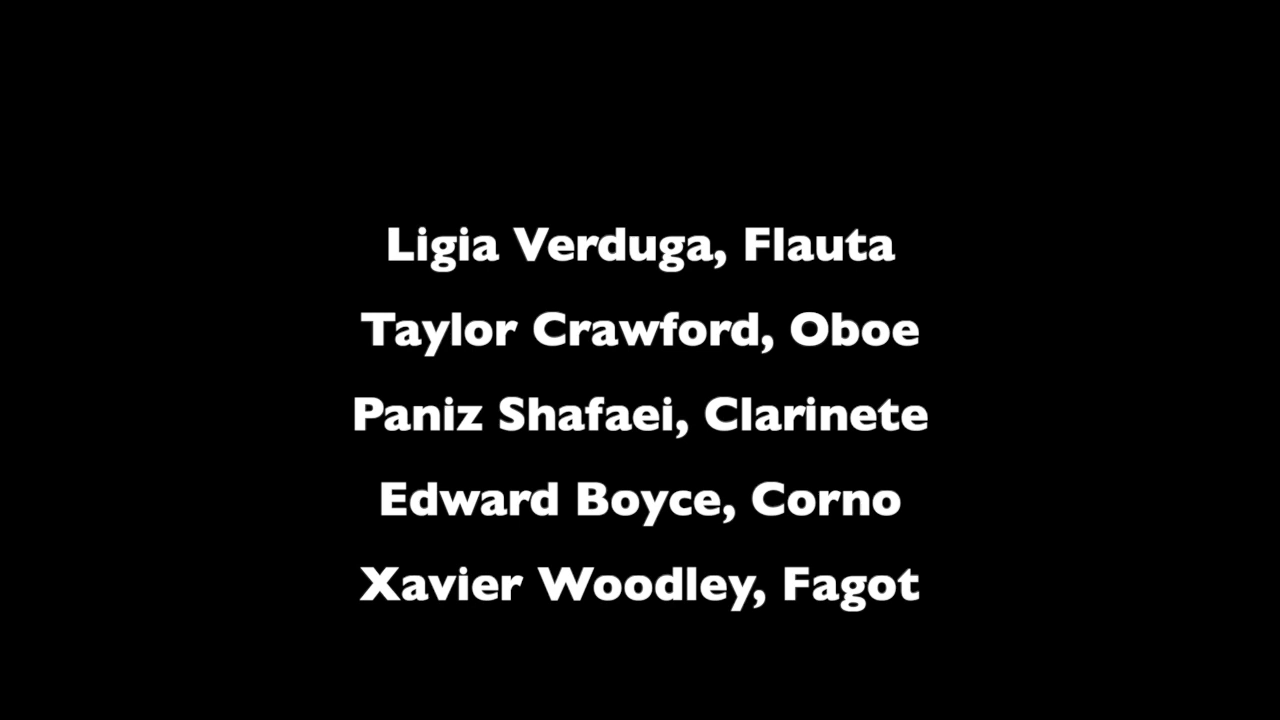 Ligia Verduga, Flauta
Taylor Crawford, Oboe
Paniz Shafaei, Clarinete
Edward Boyce, Corno
Xavier Woodley, Fagot